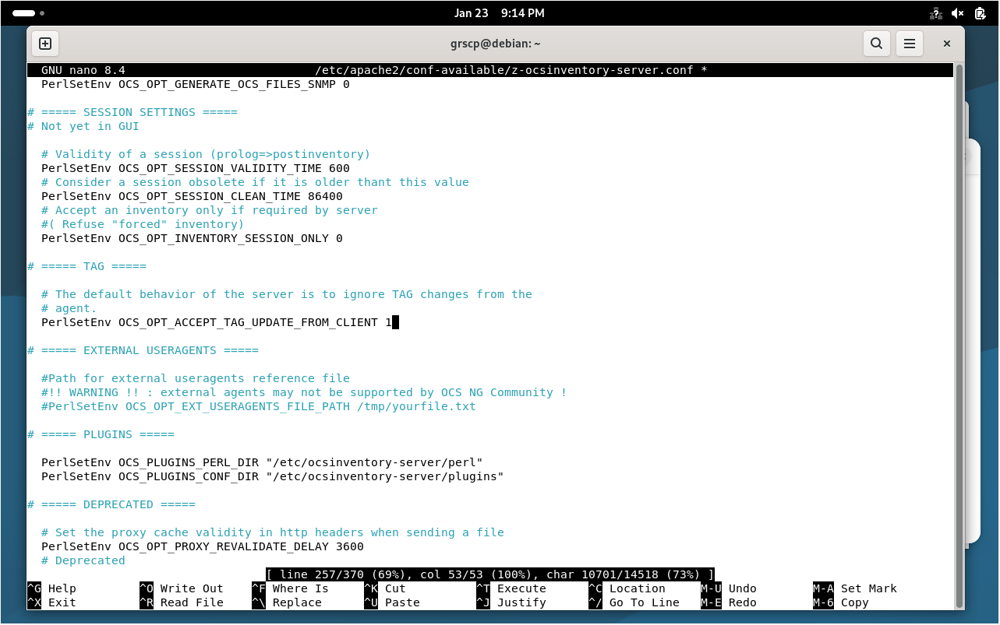 Jan 23 9:14 PM
grscp@debian: ~
GNU nano 8.4 /etc/apache2/conf-available/z-ocsinventory-server.conf *
PerlSetEnv OCS_OPT_GENERATE_OCS_FILES_SNMP 0
# ===== SESSION SETTINGS =====
# Not yet in GUI
# Validity of a session (prolog=>postinventory)
PerlSetEnv OCS_OPT_SESSION_VALIDITY_TIME 600
# Consider a session obsolete if it is older thant this value
PerlSetEnv OCS_OPT_SESSION_CLEAN_TIME 86400
# Accept an inventory only if required by server
#( Refuse "forced" inventory)
PerlSetEnv OCS_OPT_INVENTORY_SESSION_ONLY 0
# ===== TAG =====
# The default behavior of the server is to ignore TAG changes from the
# agent.
PerlSetEnv OCS_OPT_ACCEPT_TAG_UPDATE_FROM_CLIENT 1
# ===== EXTERNAL USERAGENTS =====
#Path for external useragents reference file
#!! WARNING !! : external agents may not be supported by OCS NG Community !
#PerlSetEnv OCS_OPT_EXT_USERAGENTS_FILE_PATH /tmp/yourfile.txt
# ===== PLUGINS =====
PerlSetEnv OCS_PLUGINS_PERL_DIR "/etc/ocsinventory-server/perl"
PerlSetEnv OCS_PLUGINS_CONF_DIR "/etc/ocsinventory-server/plugins"
# ===== DEPRECATED =====
# Set the proxy cache validity in http headers when sending a file
PerlSetEnv OCS_OPT_PROXY_REVALIDATE_DELAY 3600
# Deprecated
[ line 257/370 (69%), col 53/53 (100%), char 10701/14518 (73%) ]
^G Help ^O Write Out ^F Where Is ^K Cut ^T Execute ^C Location M-U Undo M-A Set Mark
^X Exit ^R Read File ^\ Replace ^U Paste ^J Justify ^/ Go To Line M-E Redo M-6 Copy